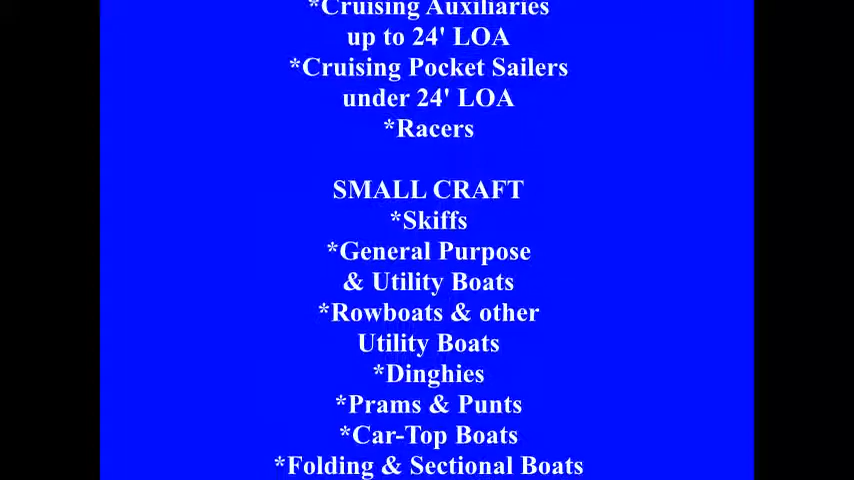 *Cruising Auxiliaries
up to 24' LOA
*Cruising Pocket Sailers
under 24' LOA
*Racers
SMALL CRAFT
*Skiffs
*General Purpose
& Utility Boats
*Rowboats & other
Utility Boats
*Dinghies
*Prams & Punts
*Car-Top Boats
*Folding & Sectional Boats